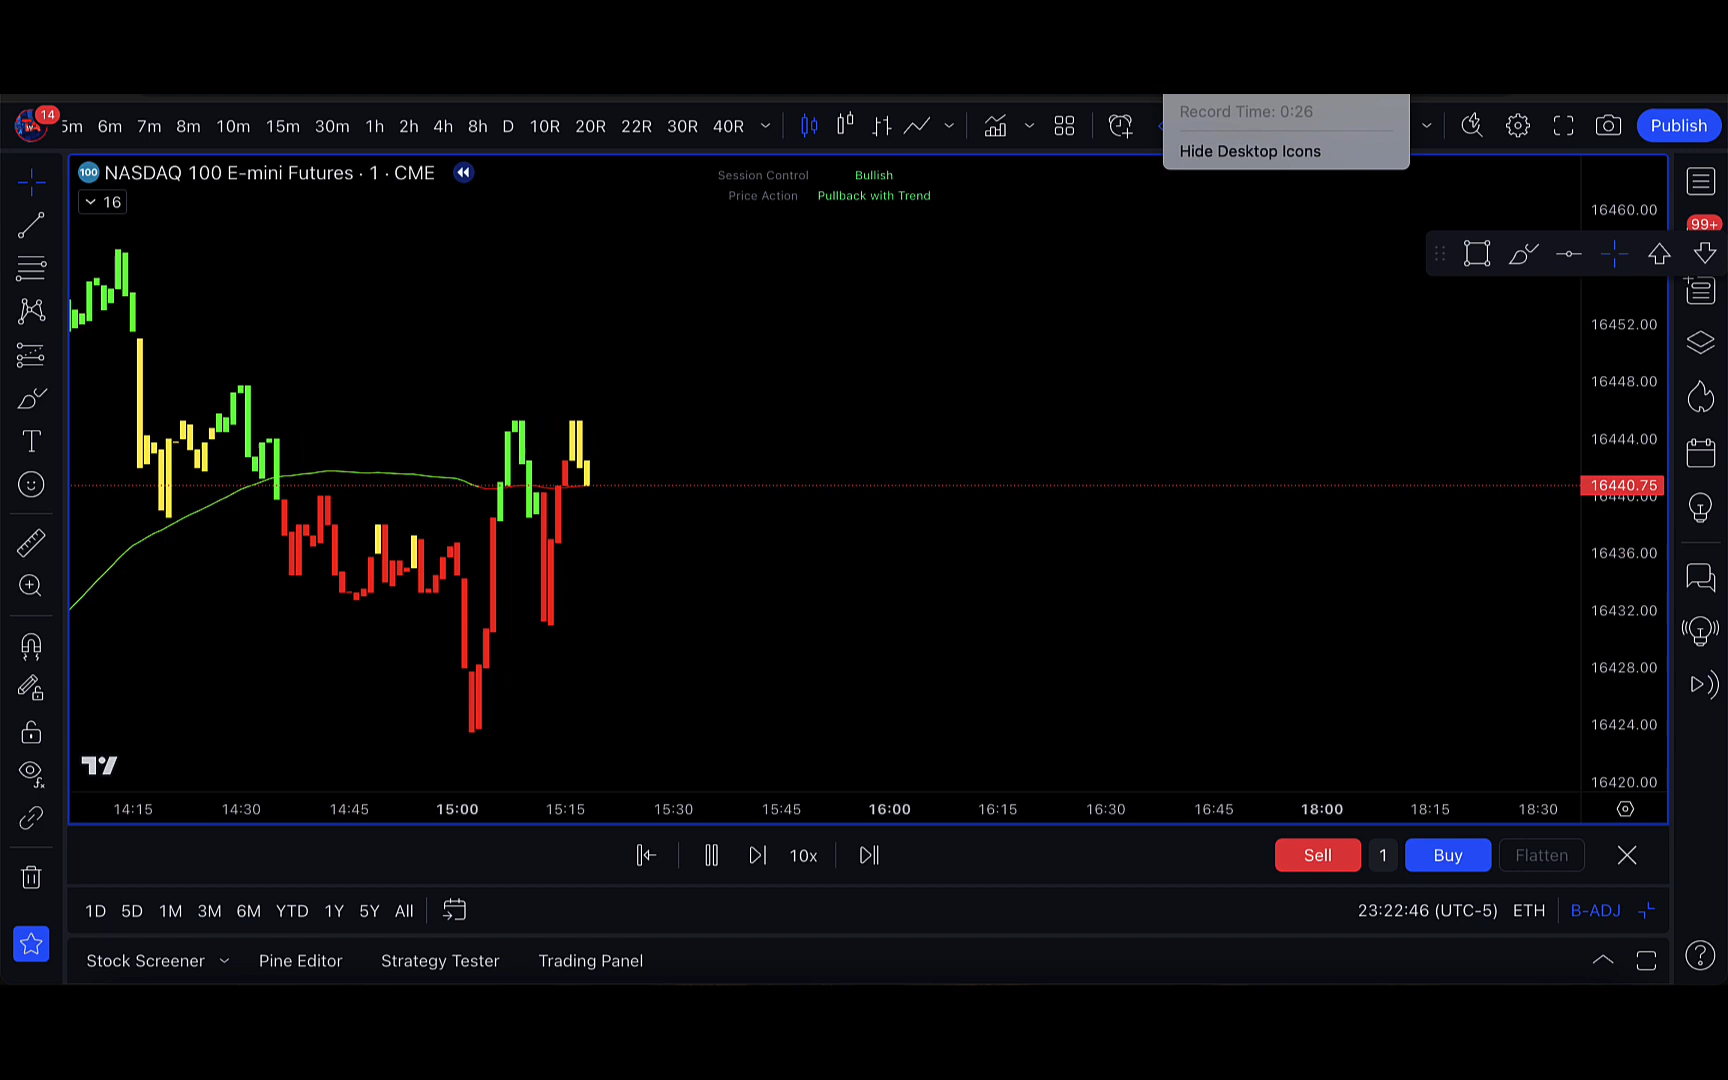 Record Time: 0:26
Hide Desktop Icons
14
5m 6m 7m 8m 10m 15m 30m 1h 2h 4h 8h D 10R 20R 22R 30R 40R
Publish
100 NASDAQ 100 E-mini Futures · 1 · CME
16
Session Control Bullish
Price Action Pullback with Trend
99+
16460.00
16452.00
16448.00
16444.00
16440.75
16440.00
16436.00
16432.00
16428.00
16424.00
16420.00
14:15 14:30 14:45 15:00 15:15 15:30 15:45 16:00 16:15 16:30 16:45 18:00 18:15 18:30
10x
Sell 1 Buy Flatten
1D 5D 1M 3M 6M YTD 1Y 5Y All
23:22:46 (UTC-5) ETH B-ADJ
Stock Screener Pine Editor Strategy Tester Trading Panel